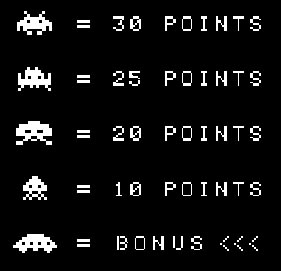 = 30 POINTS
= 25 POINTS
= 20 POINTS
= 10 POINTS
= BONUS <<<